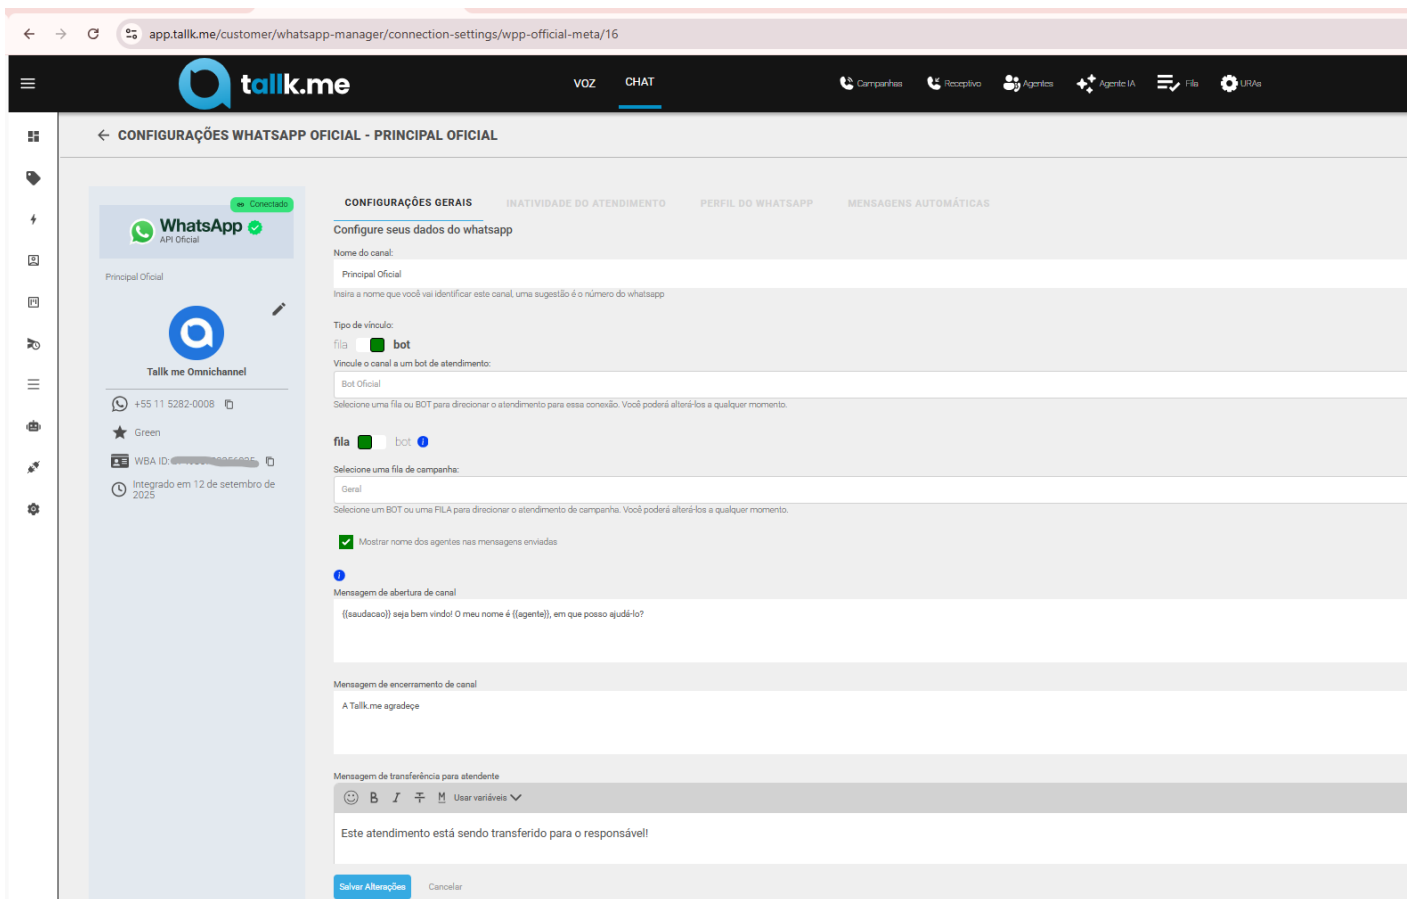 app.tallk.me/customer/whatsapp-manager/connection-settings/wpp-official-meta/16
tallk.me
VOZ
CHAT
Campanhas
Receptivo
Agentes
Agente IA
Fila
URAs
CONFIGURAÇÕES WHATSAPP OFICIAL - PRINCIPAL OFICIAL
Conectado
WhatsApp
API Oficial
Principal Oficial
Tallk me Omnichannel
+55 11 5282-0008
Green
WBA ID:
Integrado em 12 de setembro de
2025
CONFIGURAÇÕES GERAIS
INATIVIDADE DO ATENDIMENTO
PERFIL DO WHATSAPP
MENSAGENS AUTOMÁTICAS
Configure seus dados do whatsapp
Nome do canal:
Principal Oficial
Insira a nome que você vai identificar este canal, uma sugestão é o número do whatsapp
Tipo de vínculo:
fila bot
Vincule o canal a um bot de atendimento:
Bot Oficial
Selecione uma fila ou BOT para direcionar o atendimento para essa conexão. Você poderá alterá-los a qualquer momento.
fila bot
Selecione uma fila de campanha:
Geral
Selecione um BOT ou uma FILA para direcionar o atendimento de campanha. Você poderá alterá-los a qualquer momento.
Mostrar nome dos agentes nas mensagens enviadas
Mensagem de abertura de canal
{{saudacao}} seja bem vindo! O meu nome é {{agente}}, em que posso ajudá-lo?
Mensagem de encerramento de canal
A Tallk.me agradeçe
Mensagem de transferência para atendente
B I T M Usar variáveis
Este atendimento está sendo transferido para o responsável!
Salvar Alterações
Cancelar